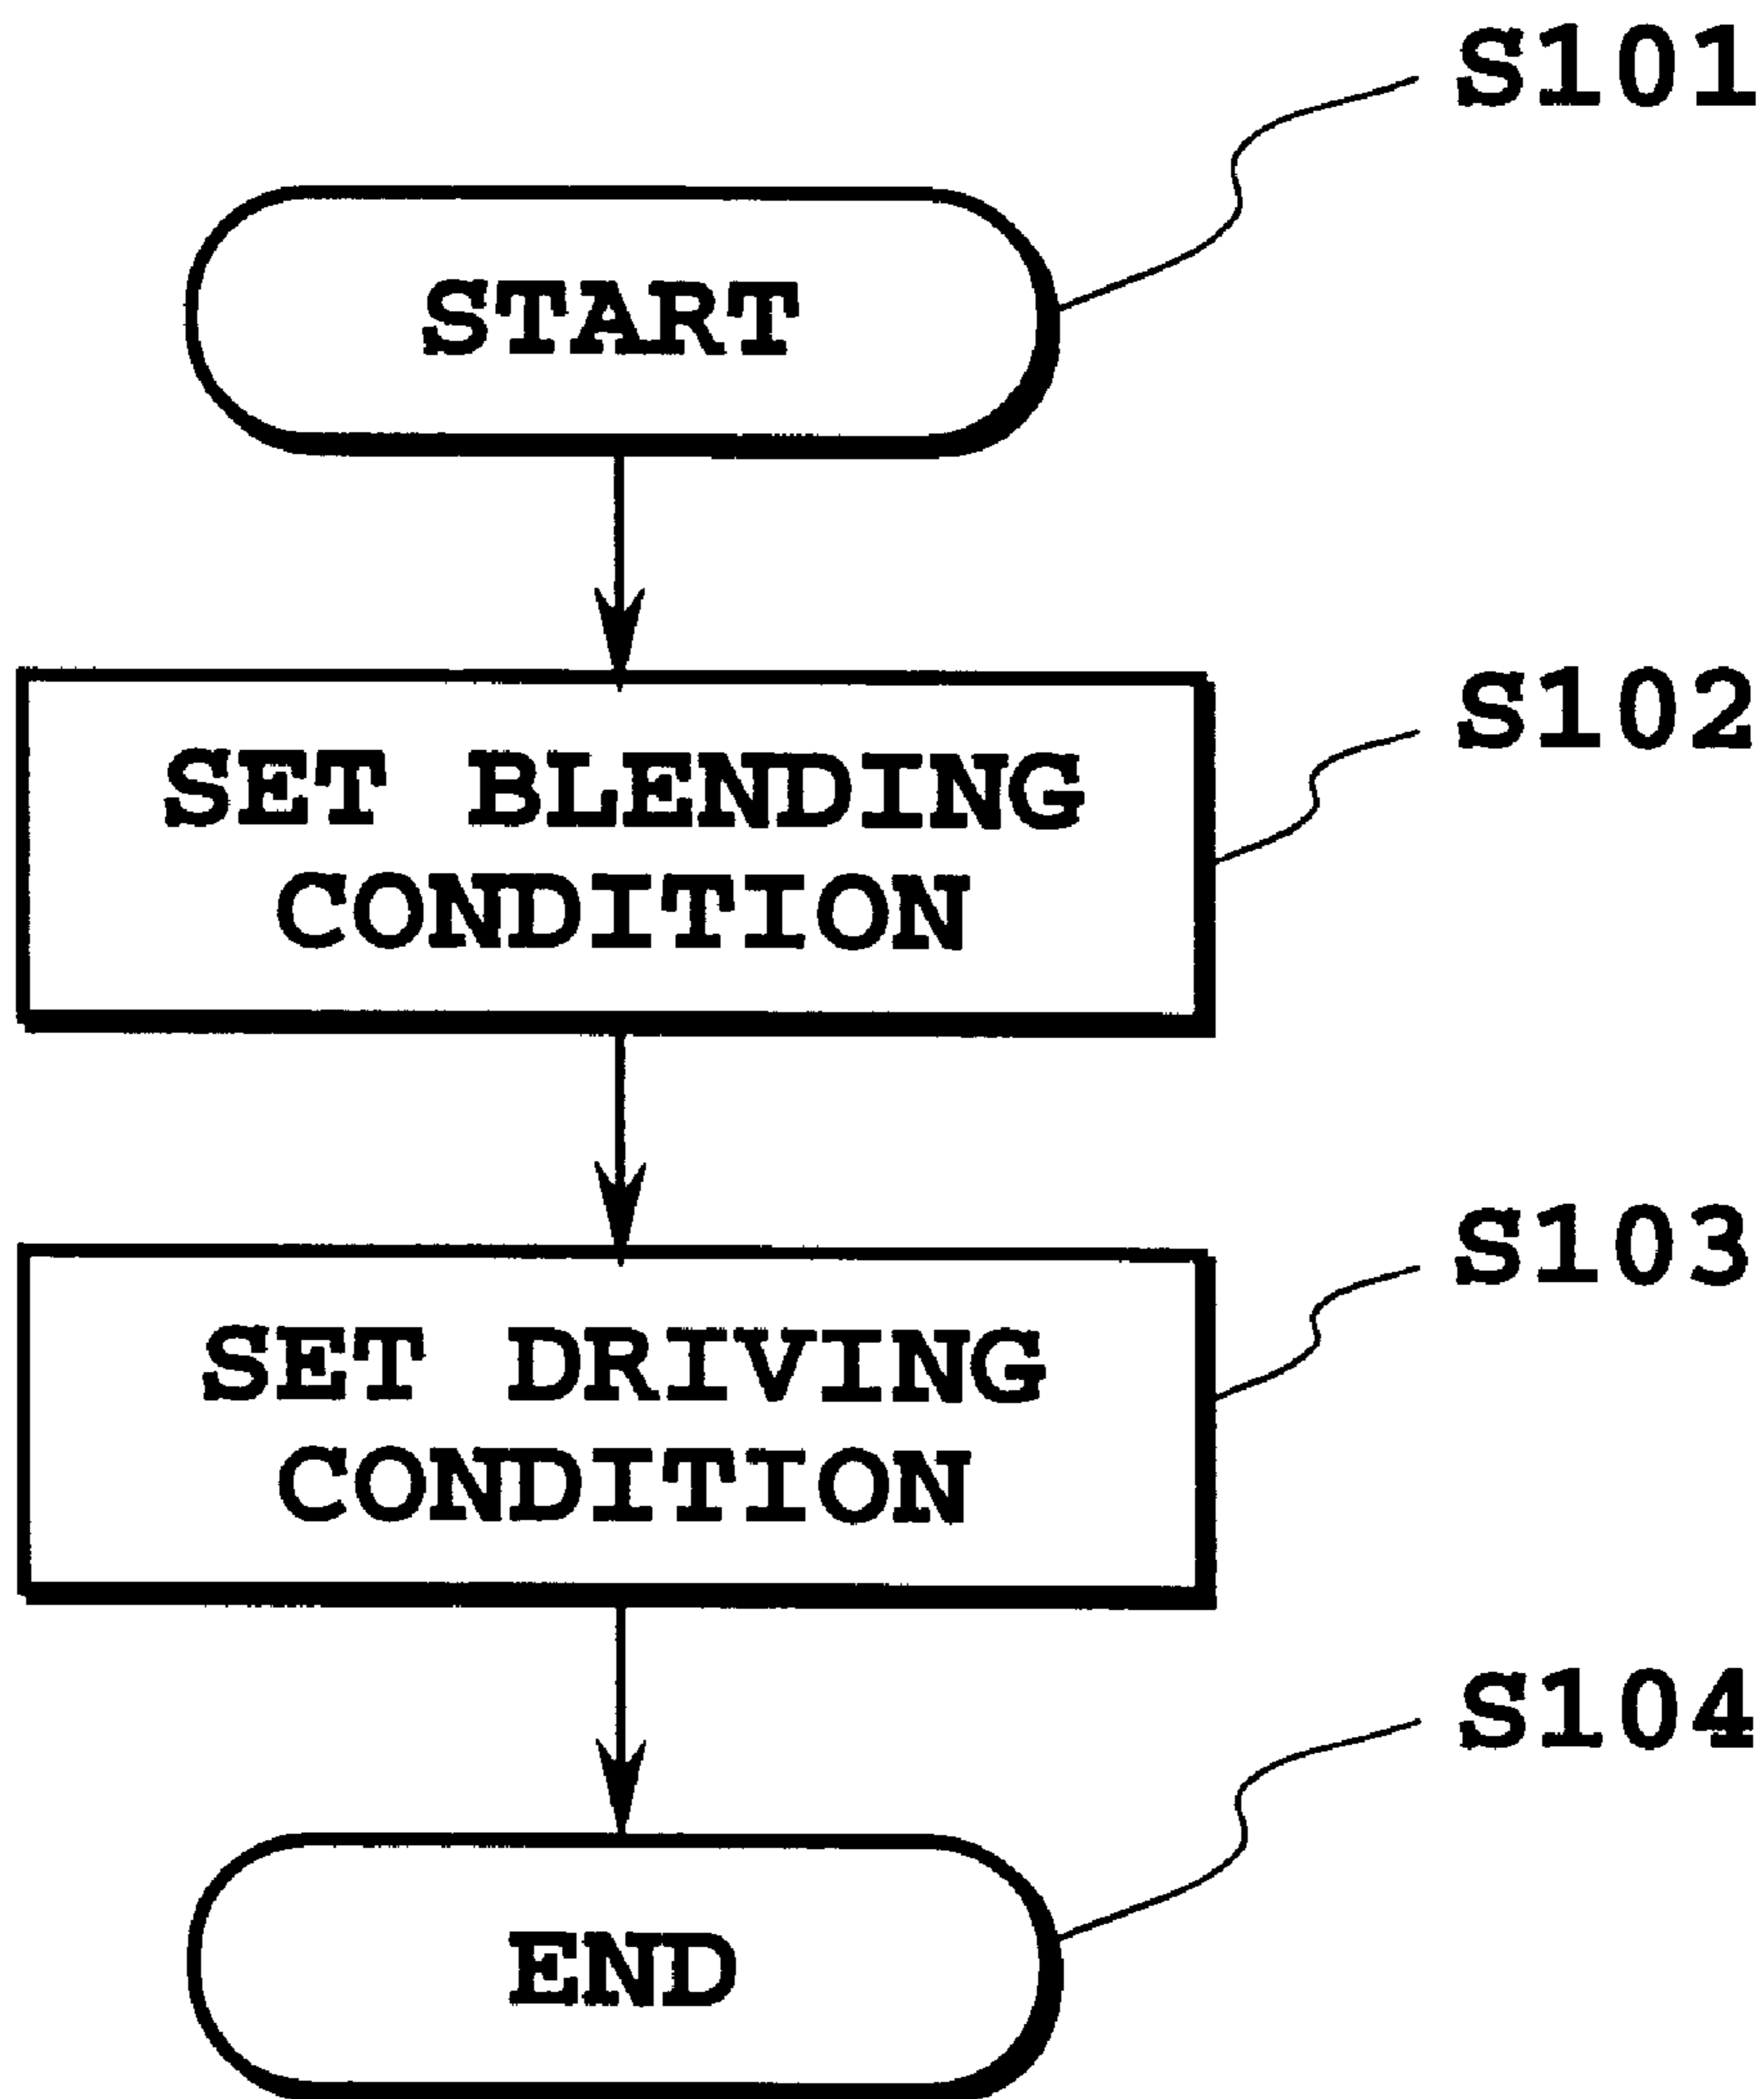 S101
START
S102
SET BLENDING
CONDITION
S103
SET DRIVING
CONDITION
S104
END